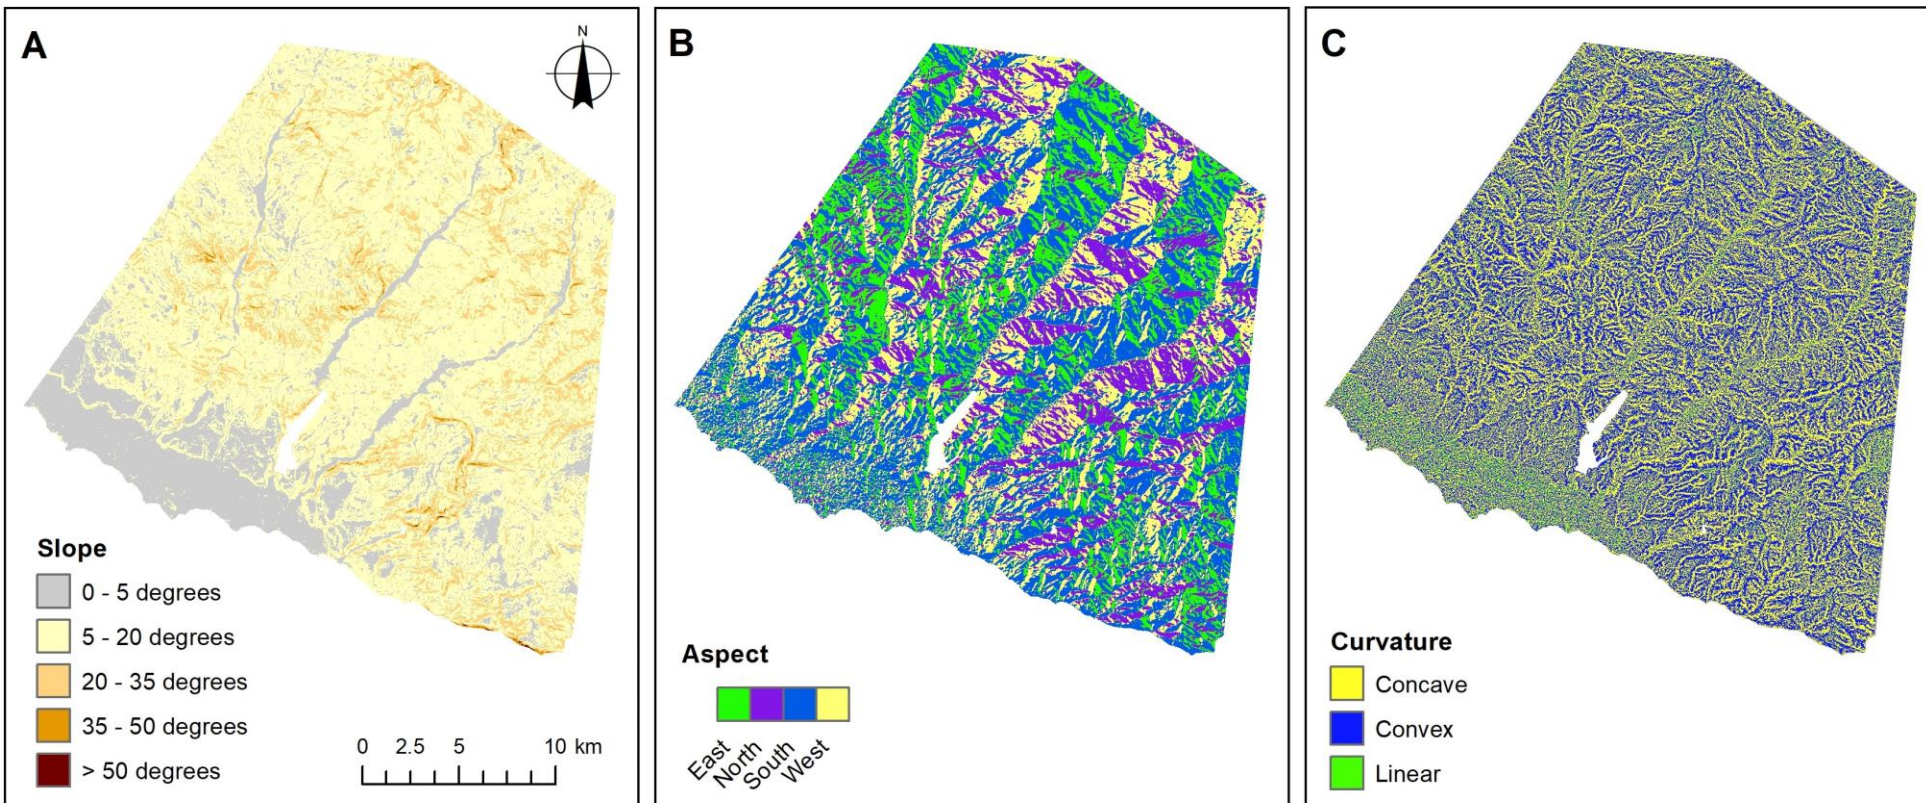 A
N
Slope
0 - 5 degrees
5 - 20 degrees
20 - 35 degrees
35 - 50 degrees
> 50 degrees
0 2.5 5 10 km
B
Aspect
East
North
South
West
C
Curvature
Concave
Convex
Linear